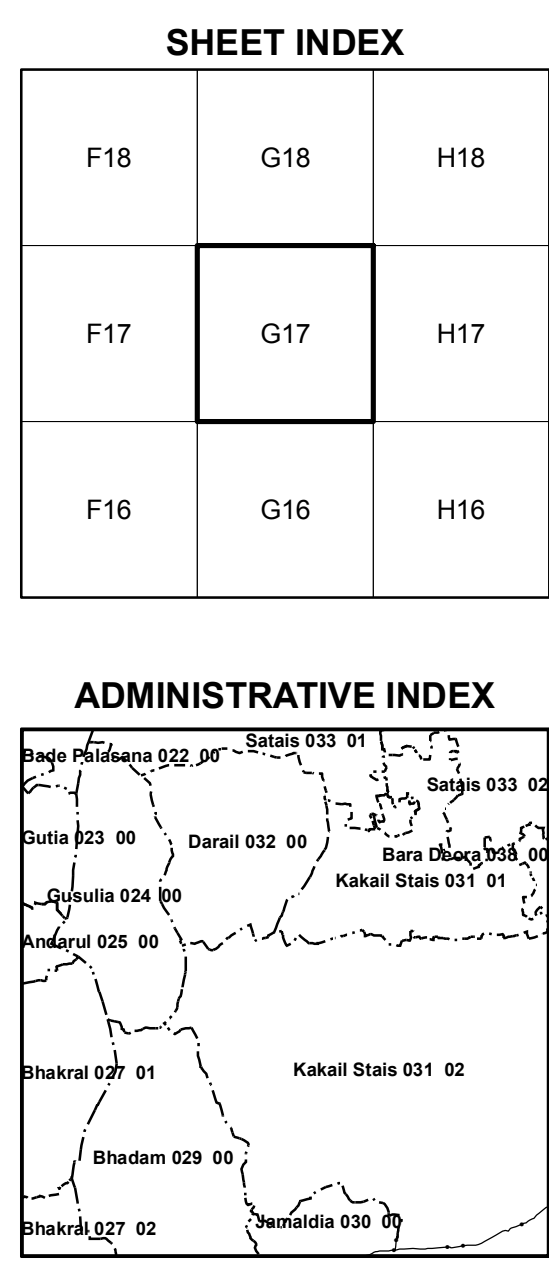 SHEET INDEX
F18 G18 H18
F17 G17 H17
F16 G16 H16
ADMINISTRATIVE INDEX
Satais 033 01
Bade Palasana 022 00
Satais 033 02
Gutia 023 00
Darail 032 00
Bara Deora 038 00
Kakail Stais 031 01
Gusulia 024 00
Andarul 025 00
Bhakral 027 01
Kakail Stais 031 02
Bhadam 029 00
Jamaldia 030 00
Bhakral 027 02